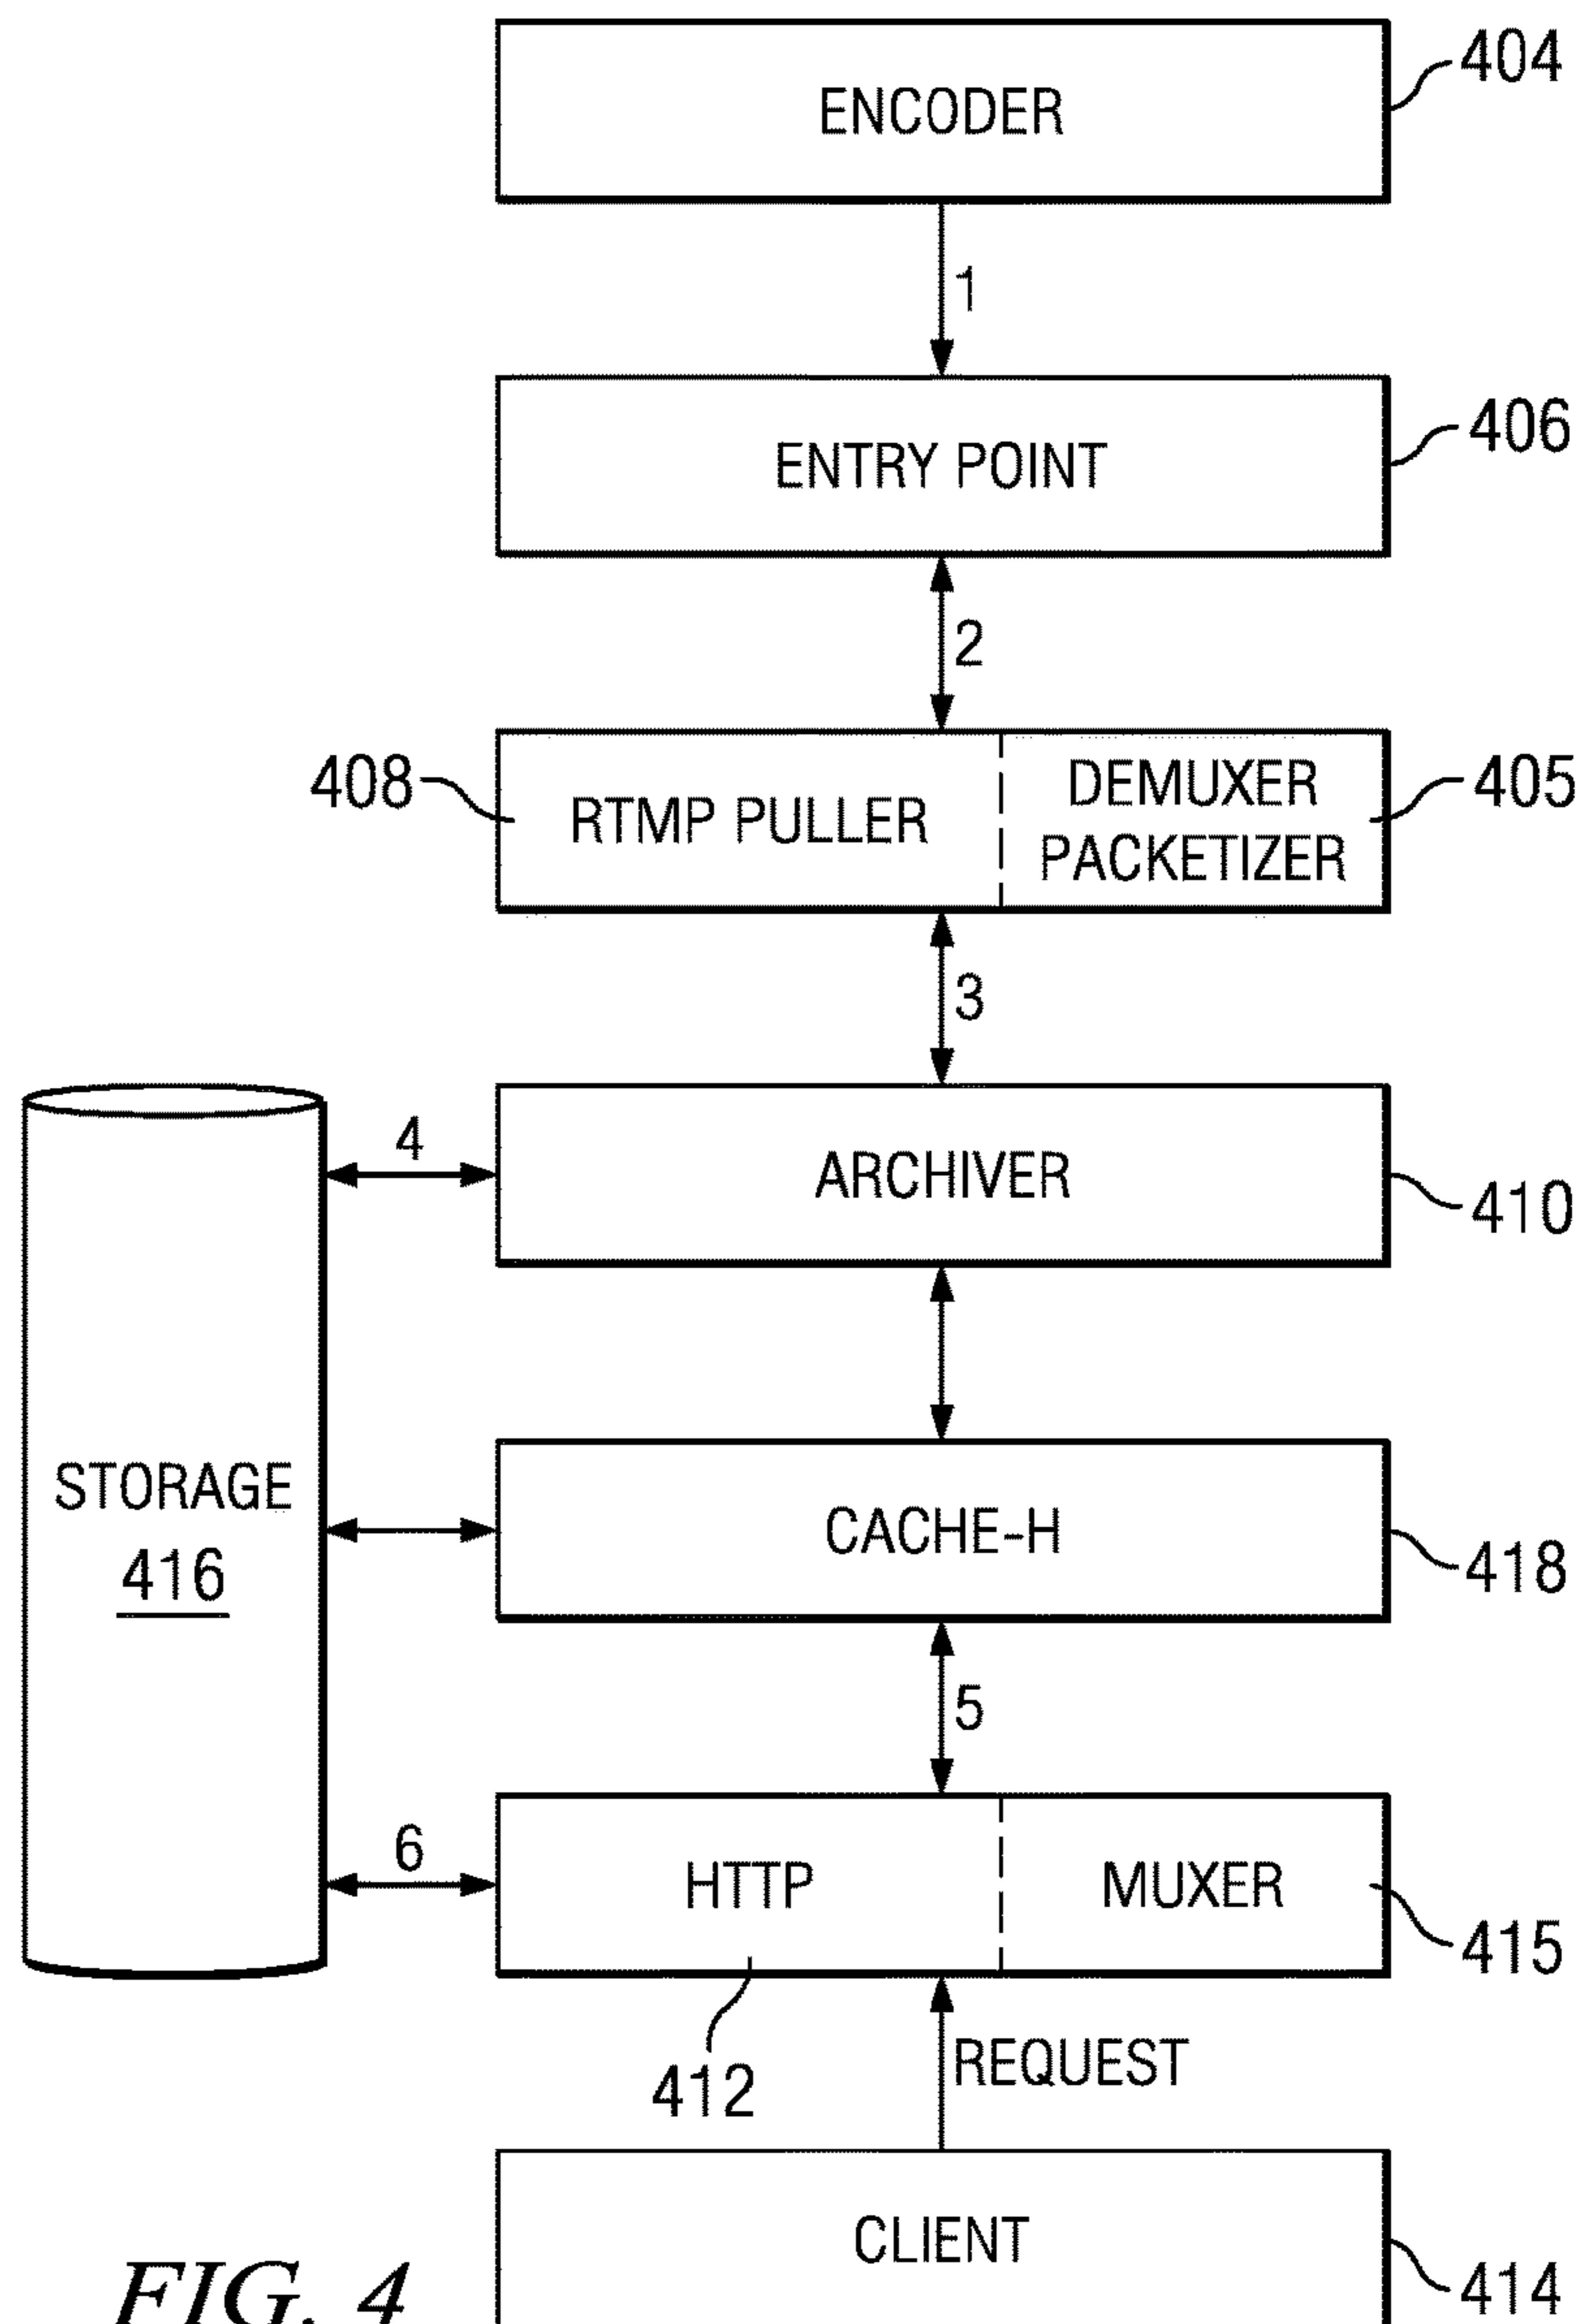 ENCODER
404
1
ENTRY POINT
406
2
408
RTMP PULLER
DEMUXER
PACKETIZER
405
3
4
ARCHIVER
410
STORAGE
416
CACHE-H
418
5
6
HTTP
MUXER
415
412
REQUEST
CLIENT
414
FIG. 4